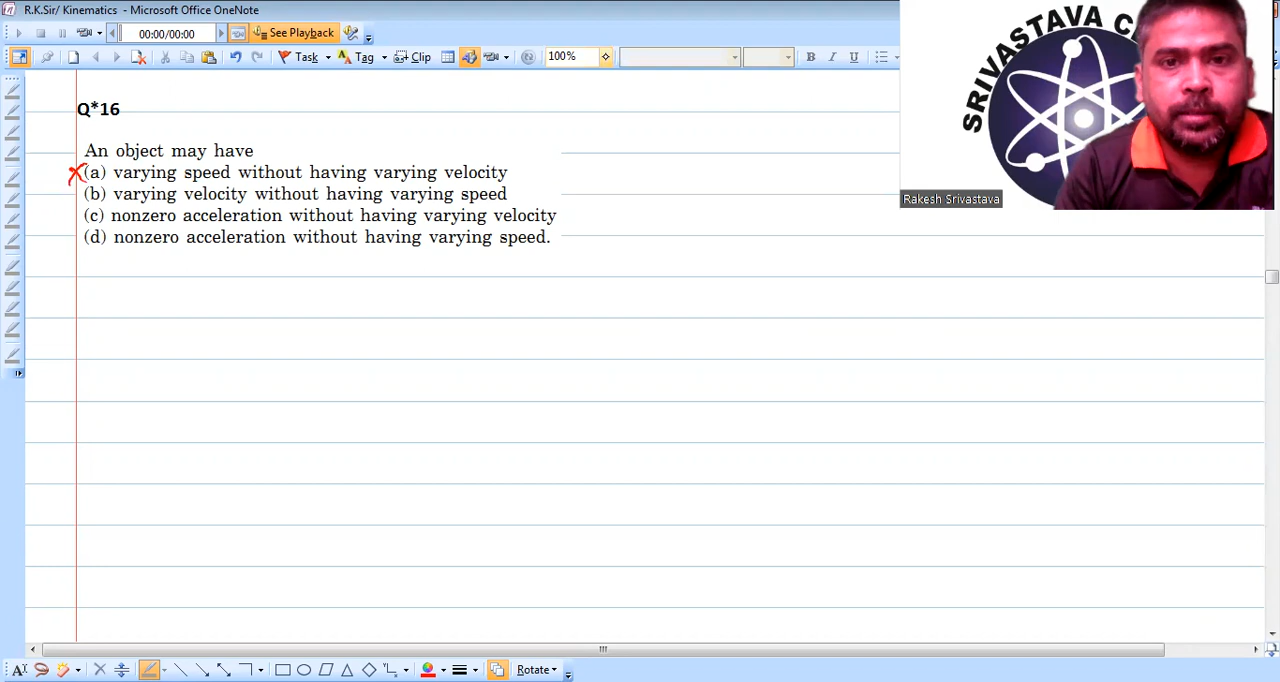 R.K.Sir/ Kinematics - Microsoft Office OneNote
00:00/00:00 See Playback
Task Tag Clip 100% B I U
SRIVASTAVA C
Rakesh Srivastava
Q*16
An object may have
(a) varying speed without having varying velocity
(b) varying velocity without having varying speed
(c) nonzero acceleration without having varying velocity
(d) nonzero acceleration without having varying speed.
Rotate